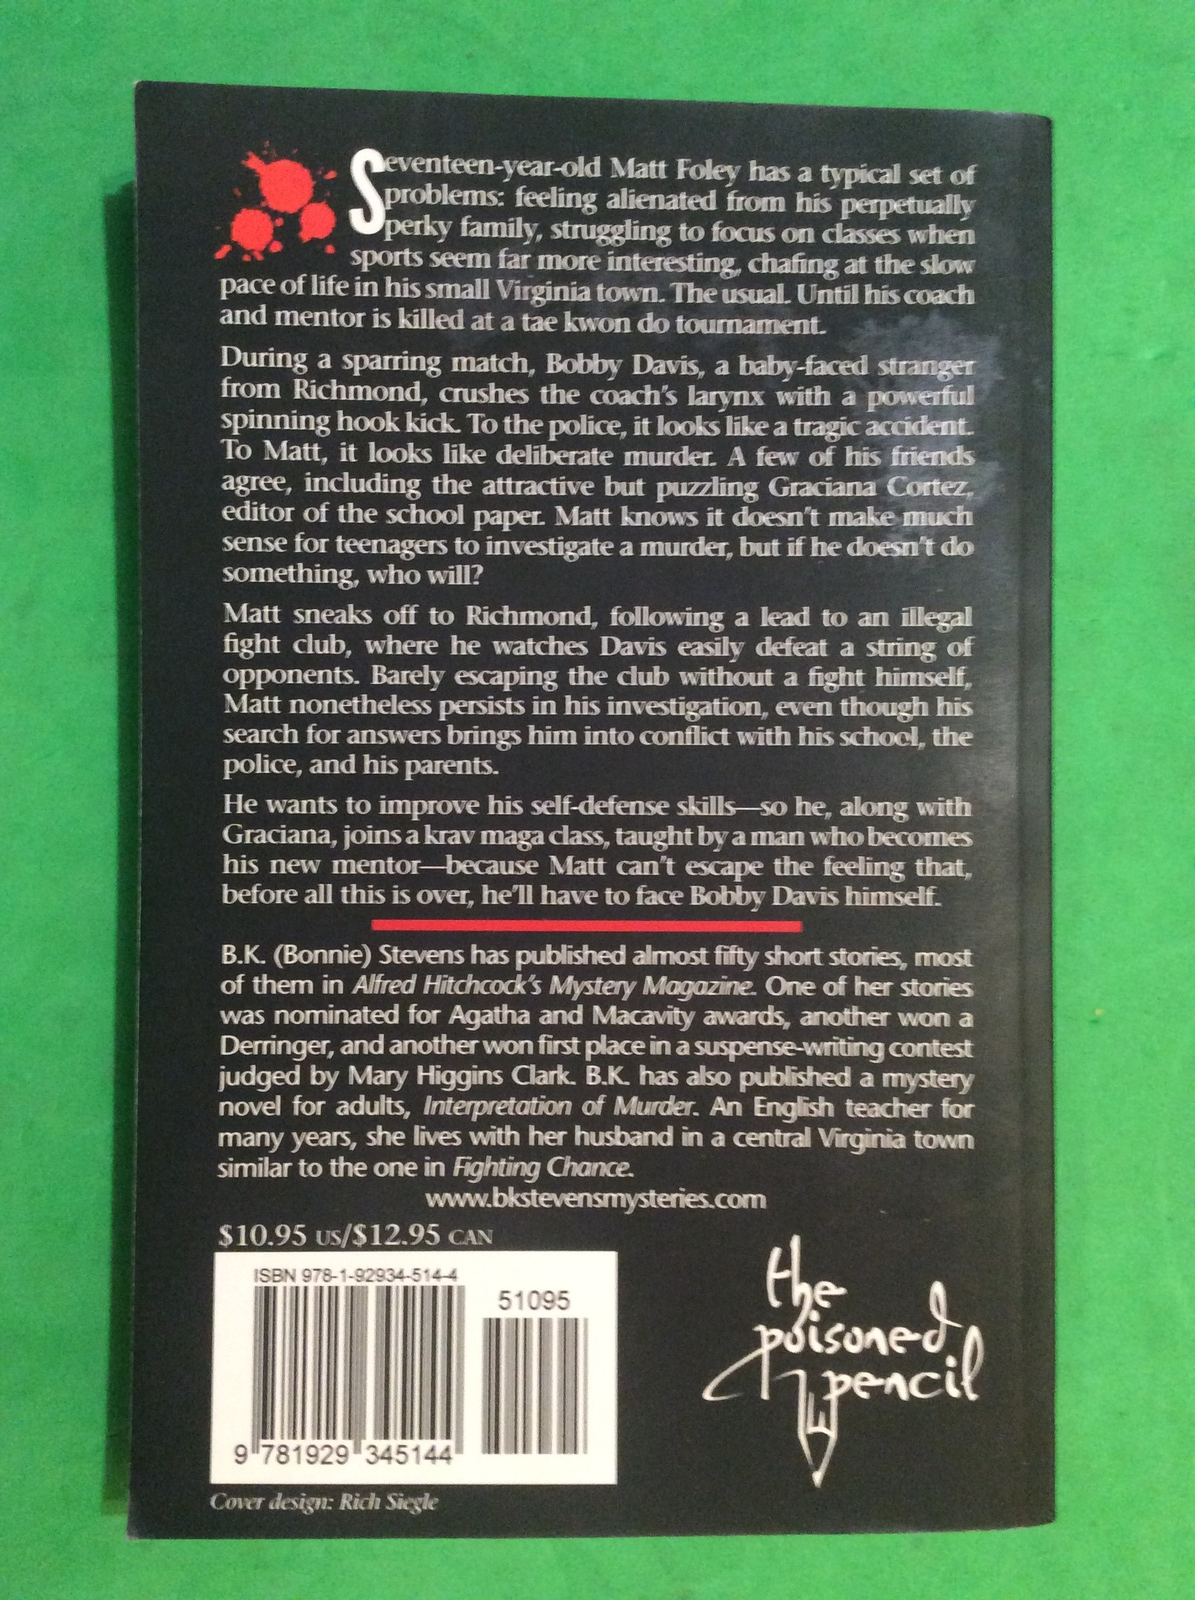 Seventeen-year-old Matt Foley has a typical set of
problems: feeling alienated from his perpetually
perky family, struggling to focus on classes when
sports seem far more interesting, chafing at the slow
pace of life in his small Virginia town. The usual. Until his coach
and mentor is killed at a tae kwon do tournament.
During a sparring match, Bobby Davis, a baby-faced stranger
from Richmond, crushes the coach's larynx with a powerful
spinning hook kick. To the police, it looks like a tragic accident.
To Matt, it looks like deliberate murder. A few of his friends
agree, including the attractive but puzzling Graciana Cortez,
editor of the school paper. Matt knows it doesn't make much
sense for teenagers to investigate a murder, but if he doesn't do
something, who will?
Matt sneaks off to Richmond, following a lead to an illegal
fight club, where he watches Davis easily defeat a string of
opponents. Barely escaping the club without a fight himself,
Matt nonetheless persists in his investigation, even though his
search for answers brings him into conflict with his school, the
police, and his parents.
He wants to improve his self-defense skills—so he, along with
Graciana, joins a krav maga class, taught by a man who becomes
his new mentor—because Matt can't escape the feeling that,
before all this is over, he'll have to face Bobby Davis himself.
B.K. (Bonnie) Stevens has published almost fifty short stories, most
of them in Alfred Hitchcock's Mystery Magazine. One of her stories
was nominated for Agatha and Macavity awards, another won a
Derringer, and another won first place in a suspense-writing contest
judged by Mary Higgins Clark. B.K. has also published a mystery
novel for adults, Interpretation of Murder. An English teacher for
many years, she lives with her husband in a central Virginia town
similar to the one in Fighting Chance.
www.bkstevensmysteries.com
$10.95 US/$12.95 CAN
ISBN 978-1-92934-514-4
51095
9 781929 345144
Cover design: Rich Siegle
the
poisoned
pencil